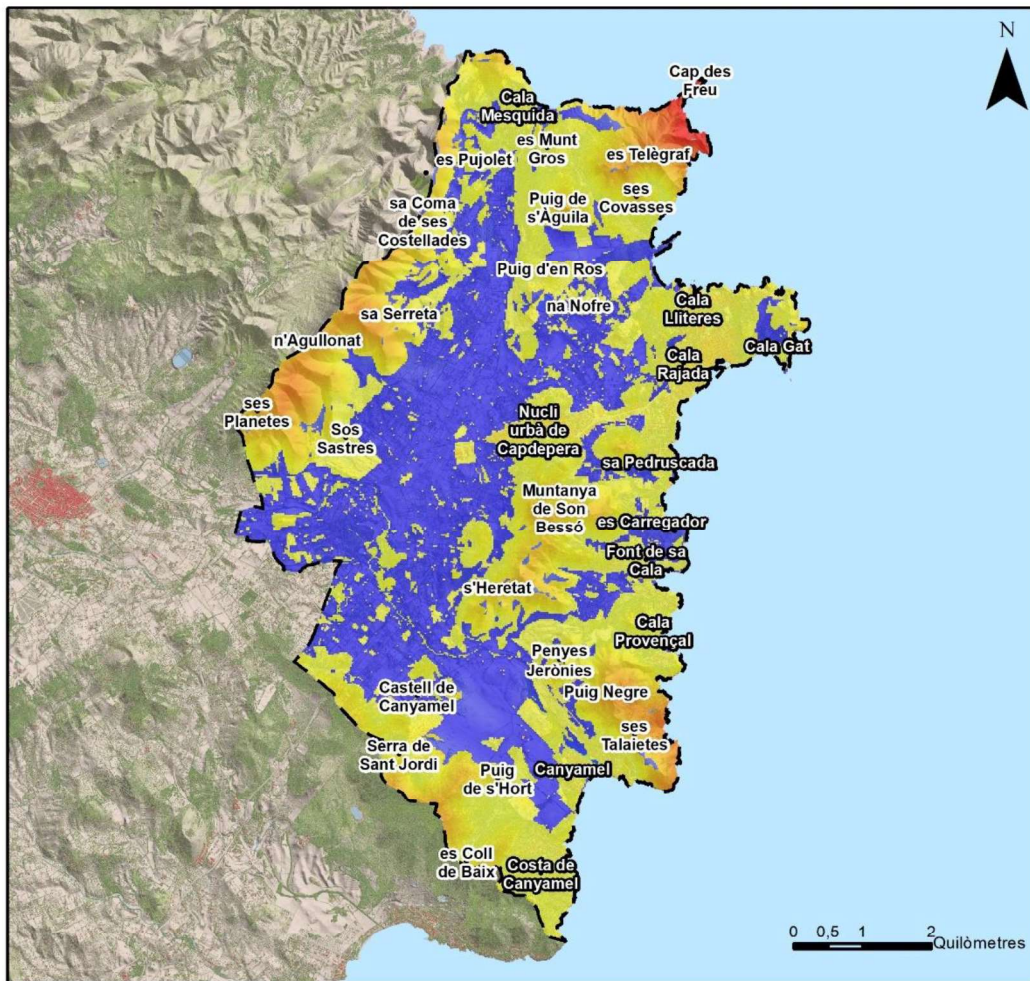 N
Cap des
Freu
Cala
Mesquida
es Munt
Gros
es Pujolet
es Telègraf
ses
Covasses
Puig de
s'Àguila
sa Coma
de ses
Costellades
Puig d'en Ros
na Nofre
Cala
Lliteres
sa Serreta
n'Agullonat
Cala Gat
Cala
Rajada
ses
Planetes
Sos
Sastres
Nucli
urbà de
Capdepera
sa Pedruscada
Muntanya
de Son
Bessó
es Carregador
Font de sa
Cala
s'Heretat
Cala
Provençal
Penyes
Jerònies
Puig Negre
Castell de
Canyamel
ses
Talaietes
Serra de
Sant Jordi
Puig
de s'Hort
Canyamel
es Coll
de Baix
Costa de
Canyamel
0 0,5 1 2
Quilòmetres